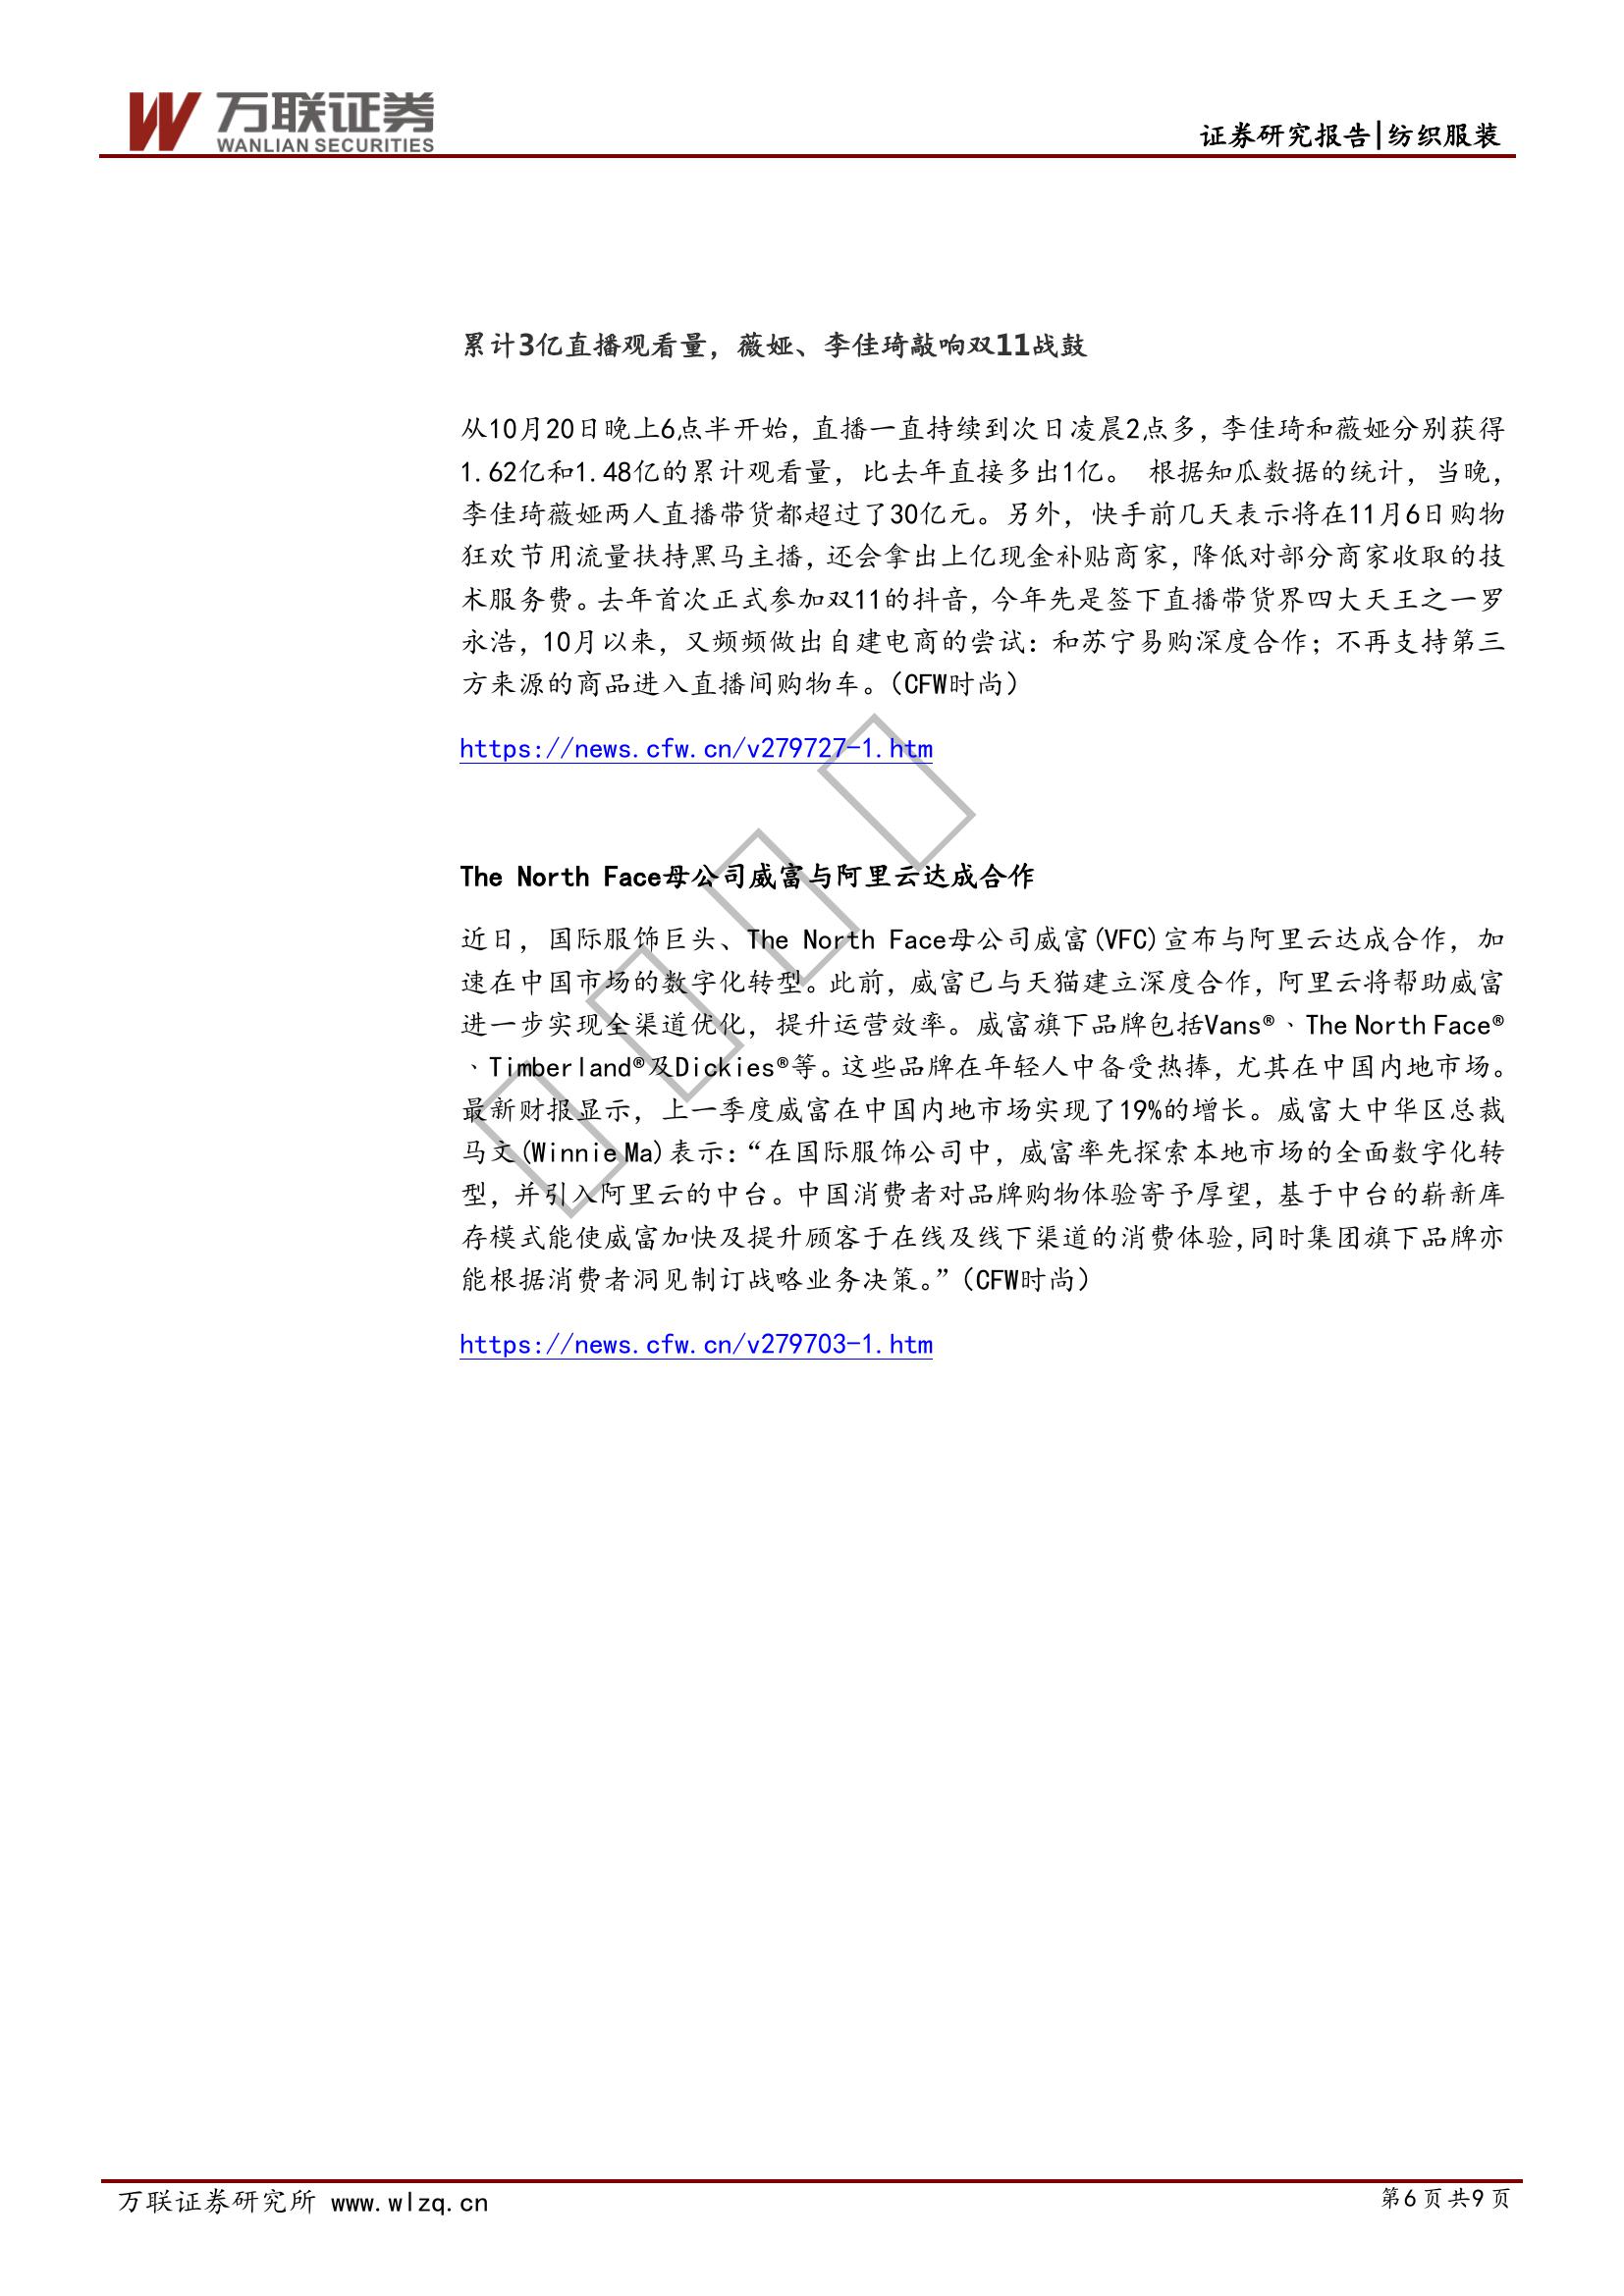 万联证券
WANLIAN SECURITIES
证券研究报告|纺织服装
累计3亿直播观看量，薇娅、李佳琦敲响双11战鼓
从10月20日晚上6点半开始，直播一直持续到次日凌晨2点多，李佳琦和薇娅分别获得
1.62亿和1.48亿的累计观看量，比去年直接多出1亿。 根据知瓜数据的统计，当晚，
李佳琦薇娅两人直播带货都超过了30亿元。另外，快手前几天表示将在11月6日购物
狂欢节用流量扶持黑马主播，还会拿出上亿现金补贴商家，降低对部分商家收取的技
术服务费。去年首次正式参加双11的抖音，今年先是签下直播带货界四大天王之一罗
永浩，10月以来，又频频做出自建电商的尝试：和苏宁易购深度合作；不再支持第三
方来源的商品进入直播间购物车。（CFW时尚）
https://news.cfw.cn/v279727-1.htm
The North Face母公司威富与阿里云达成合作
近日，国际服饰巨头、The North Face母公司威富(VFC)宣布与阿里云达成合作，加
速在中国市场的数字化转型。此前，威富已与天猫建立深度合作，阿里云将帮助威富
进一步实现全渠道优化，提升运营效率。威富旗下品牌包括Vans®、The North Face®
、Timberland®及Dickies®等。这些品牌在年轻人中备受热捧，尤其在中国内地市场。
最新财报显示，上一季度威富在中国内地市场实现了19%的增长。威富大中华区总裁
马文(Winnie Ma)表示：“在国际服饰公司中，威富率先探索本地市场的全面数字化转
型，并引入阿里云的中台。中国消费者对品牌购物体验寄予厚望，基于中台的崭新库
存模式能使威富加快及提升顾客于在线及线下渠道的消费体验,同时集团旗下品牌亦
能根据消费者洞见制订战略业务决策。”（CFW时尚）
https://news.cfw.cn/v279703-1.htm
万联证券研究所 www.wlzq.cn
第6页共9页